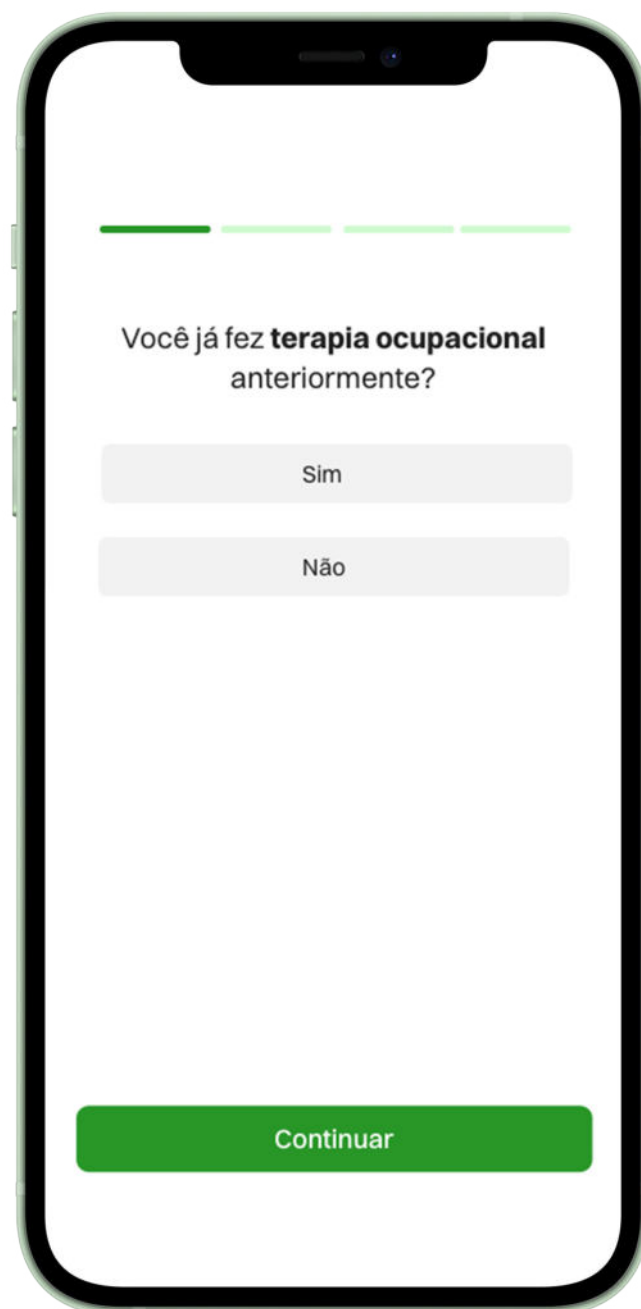 Você já fez terapia ocupacional
anteriormente?
Sim
Não
Continuar